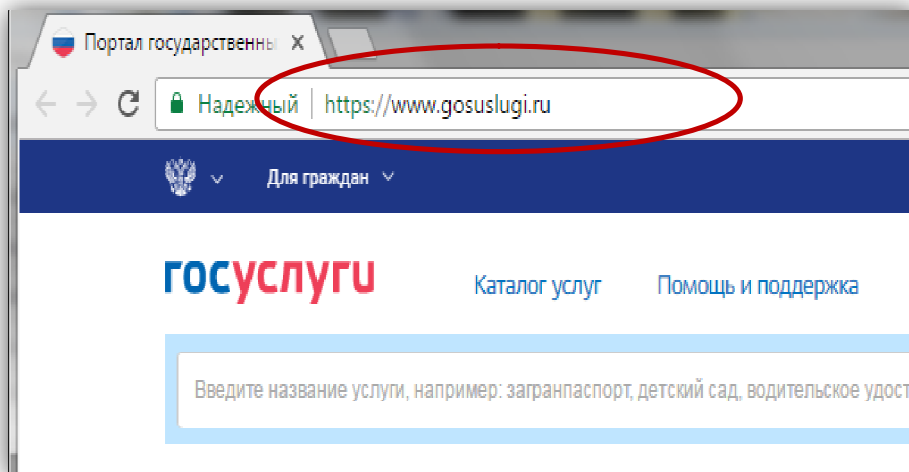 Портал государственны
Надежный https://www.gosuslugi.ru
Для граждан
госуслуги Каталог услуг Помощь и поддержка
Введите название услуги, например: загранпаспорт, детский сад, водительское удост